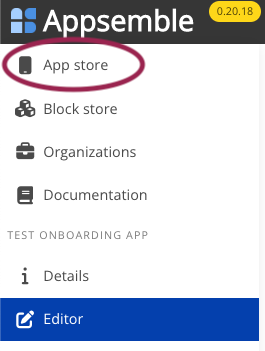 Appsemble
0.20.18
App store
Block store
Organizations
Documentation
TEST ONBOARDING APP
Details
Editor